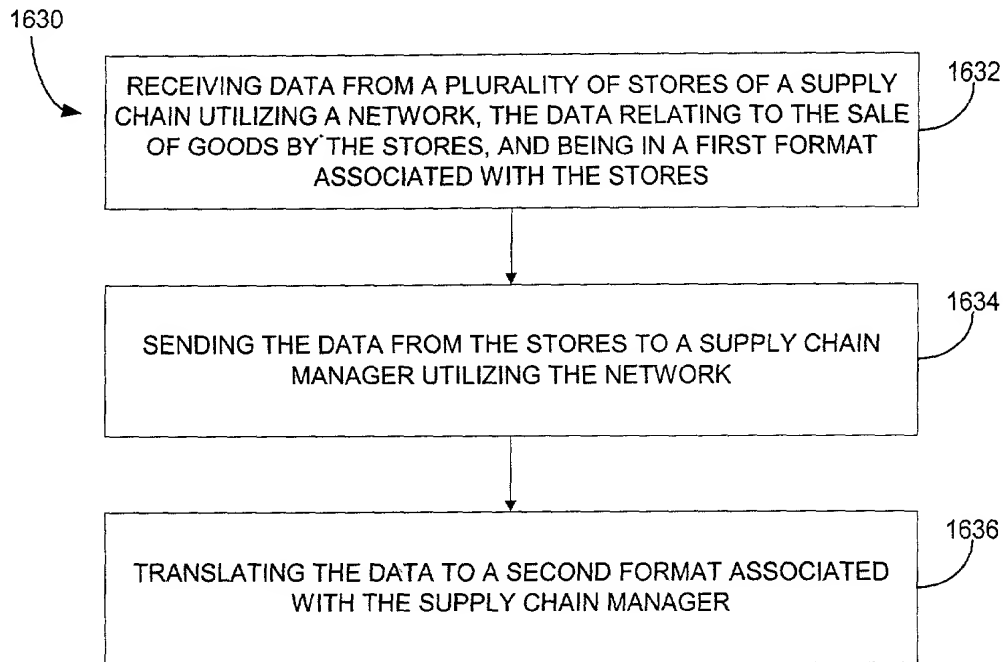 1630
RECEIVING DATA FROM A PLURALITY OF STORES OF A SUPPLY
CHAIN UTILIZING A NETWORK, THE DATA RELATING TO THE SALE
OF GOODS BY THE STORES, AND BEING IN A FIRST FORMAT
ASSOCIATED WITH THE STORES
1632
SENDING THE DATA FROM THE STORES TO A SUPPLY CHAIN
MANAGER UTILIZING THE NETWORK
1634
TRANSLATING THE DATA TO A SECOND FORMAT ASSOCIATED
WITH THE SUPPLY CHAIN MANAGER
1636